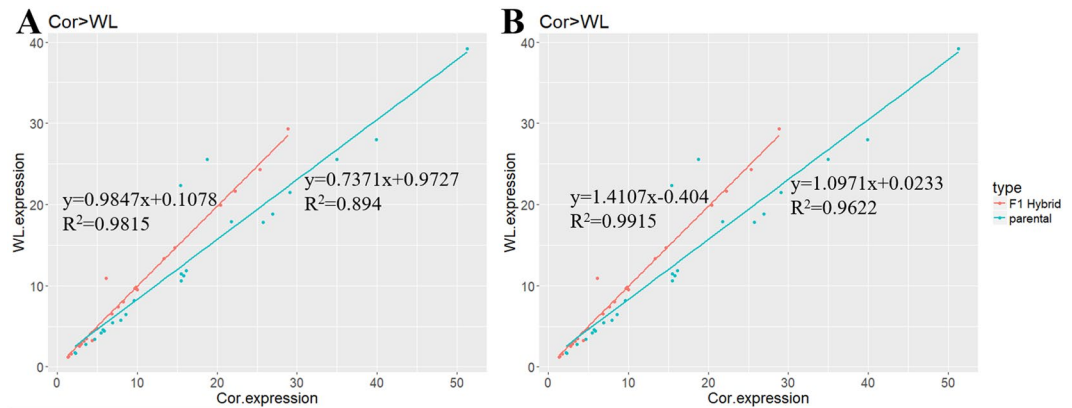 A
Cor>WL
40
30
20
10
0
WL.expression
y=0.9847x+0.1078
R²=0.9815
y=0.7371x+0.9727
R²=0.894
0 10 20 30 40 50
Cor.expression
B
Cor>WL
40
30
20
10
0
WL.expression
y=1.4107x-0.404
R²=0.9915
y=1.0971x+0.0233
R²=0.9622
0 10 20 30 40 50
Cor.expression
type
F1 Hybrid
parental